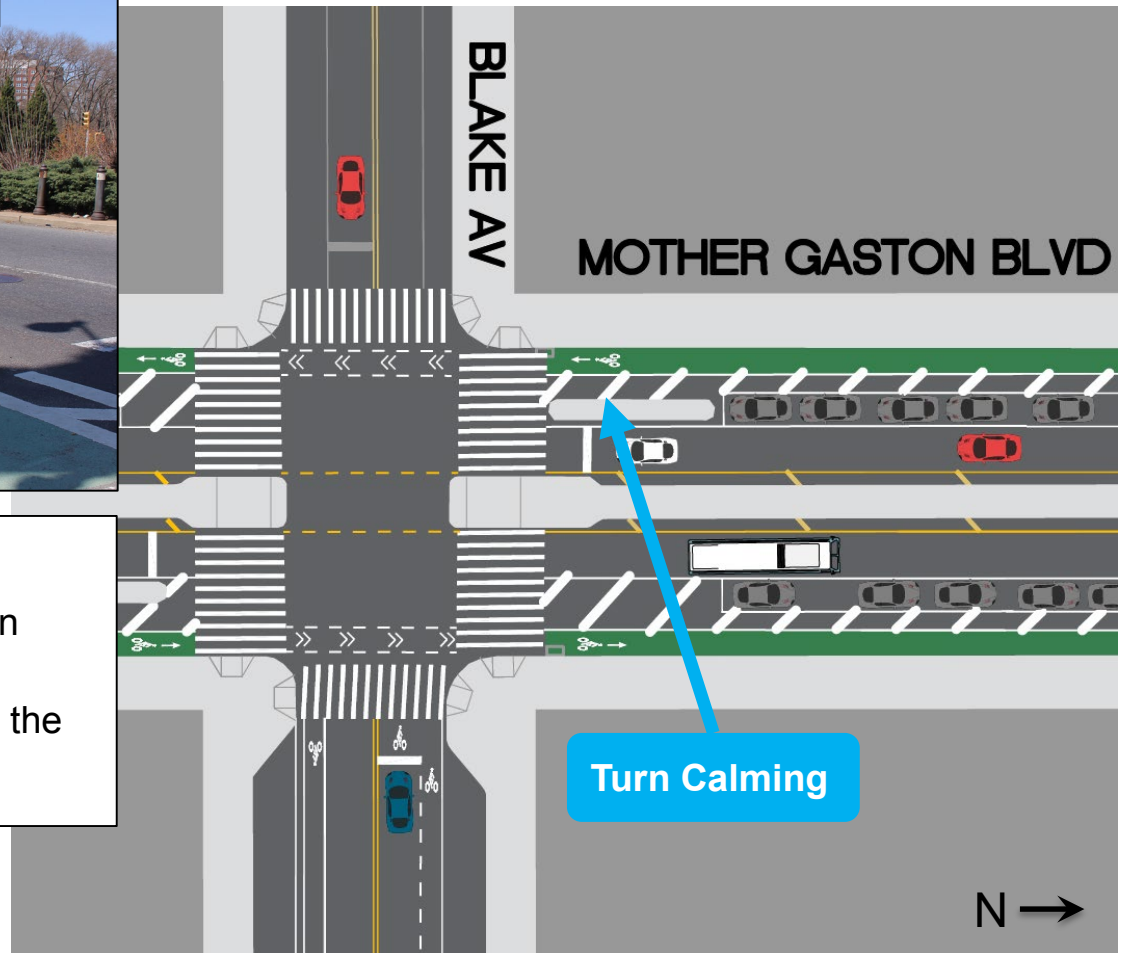 BLAKE AV
MOTHER GASTON BLVD
n
the
Turn Calming
N